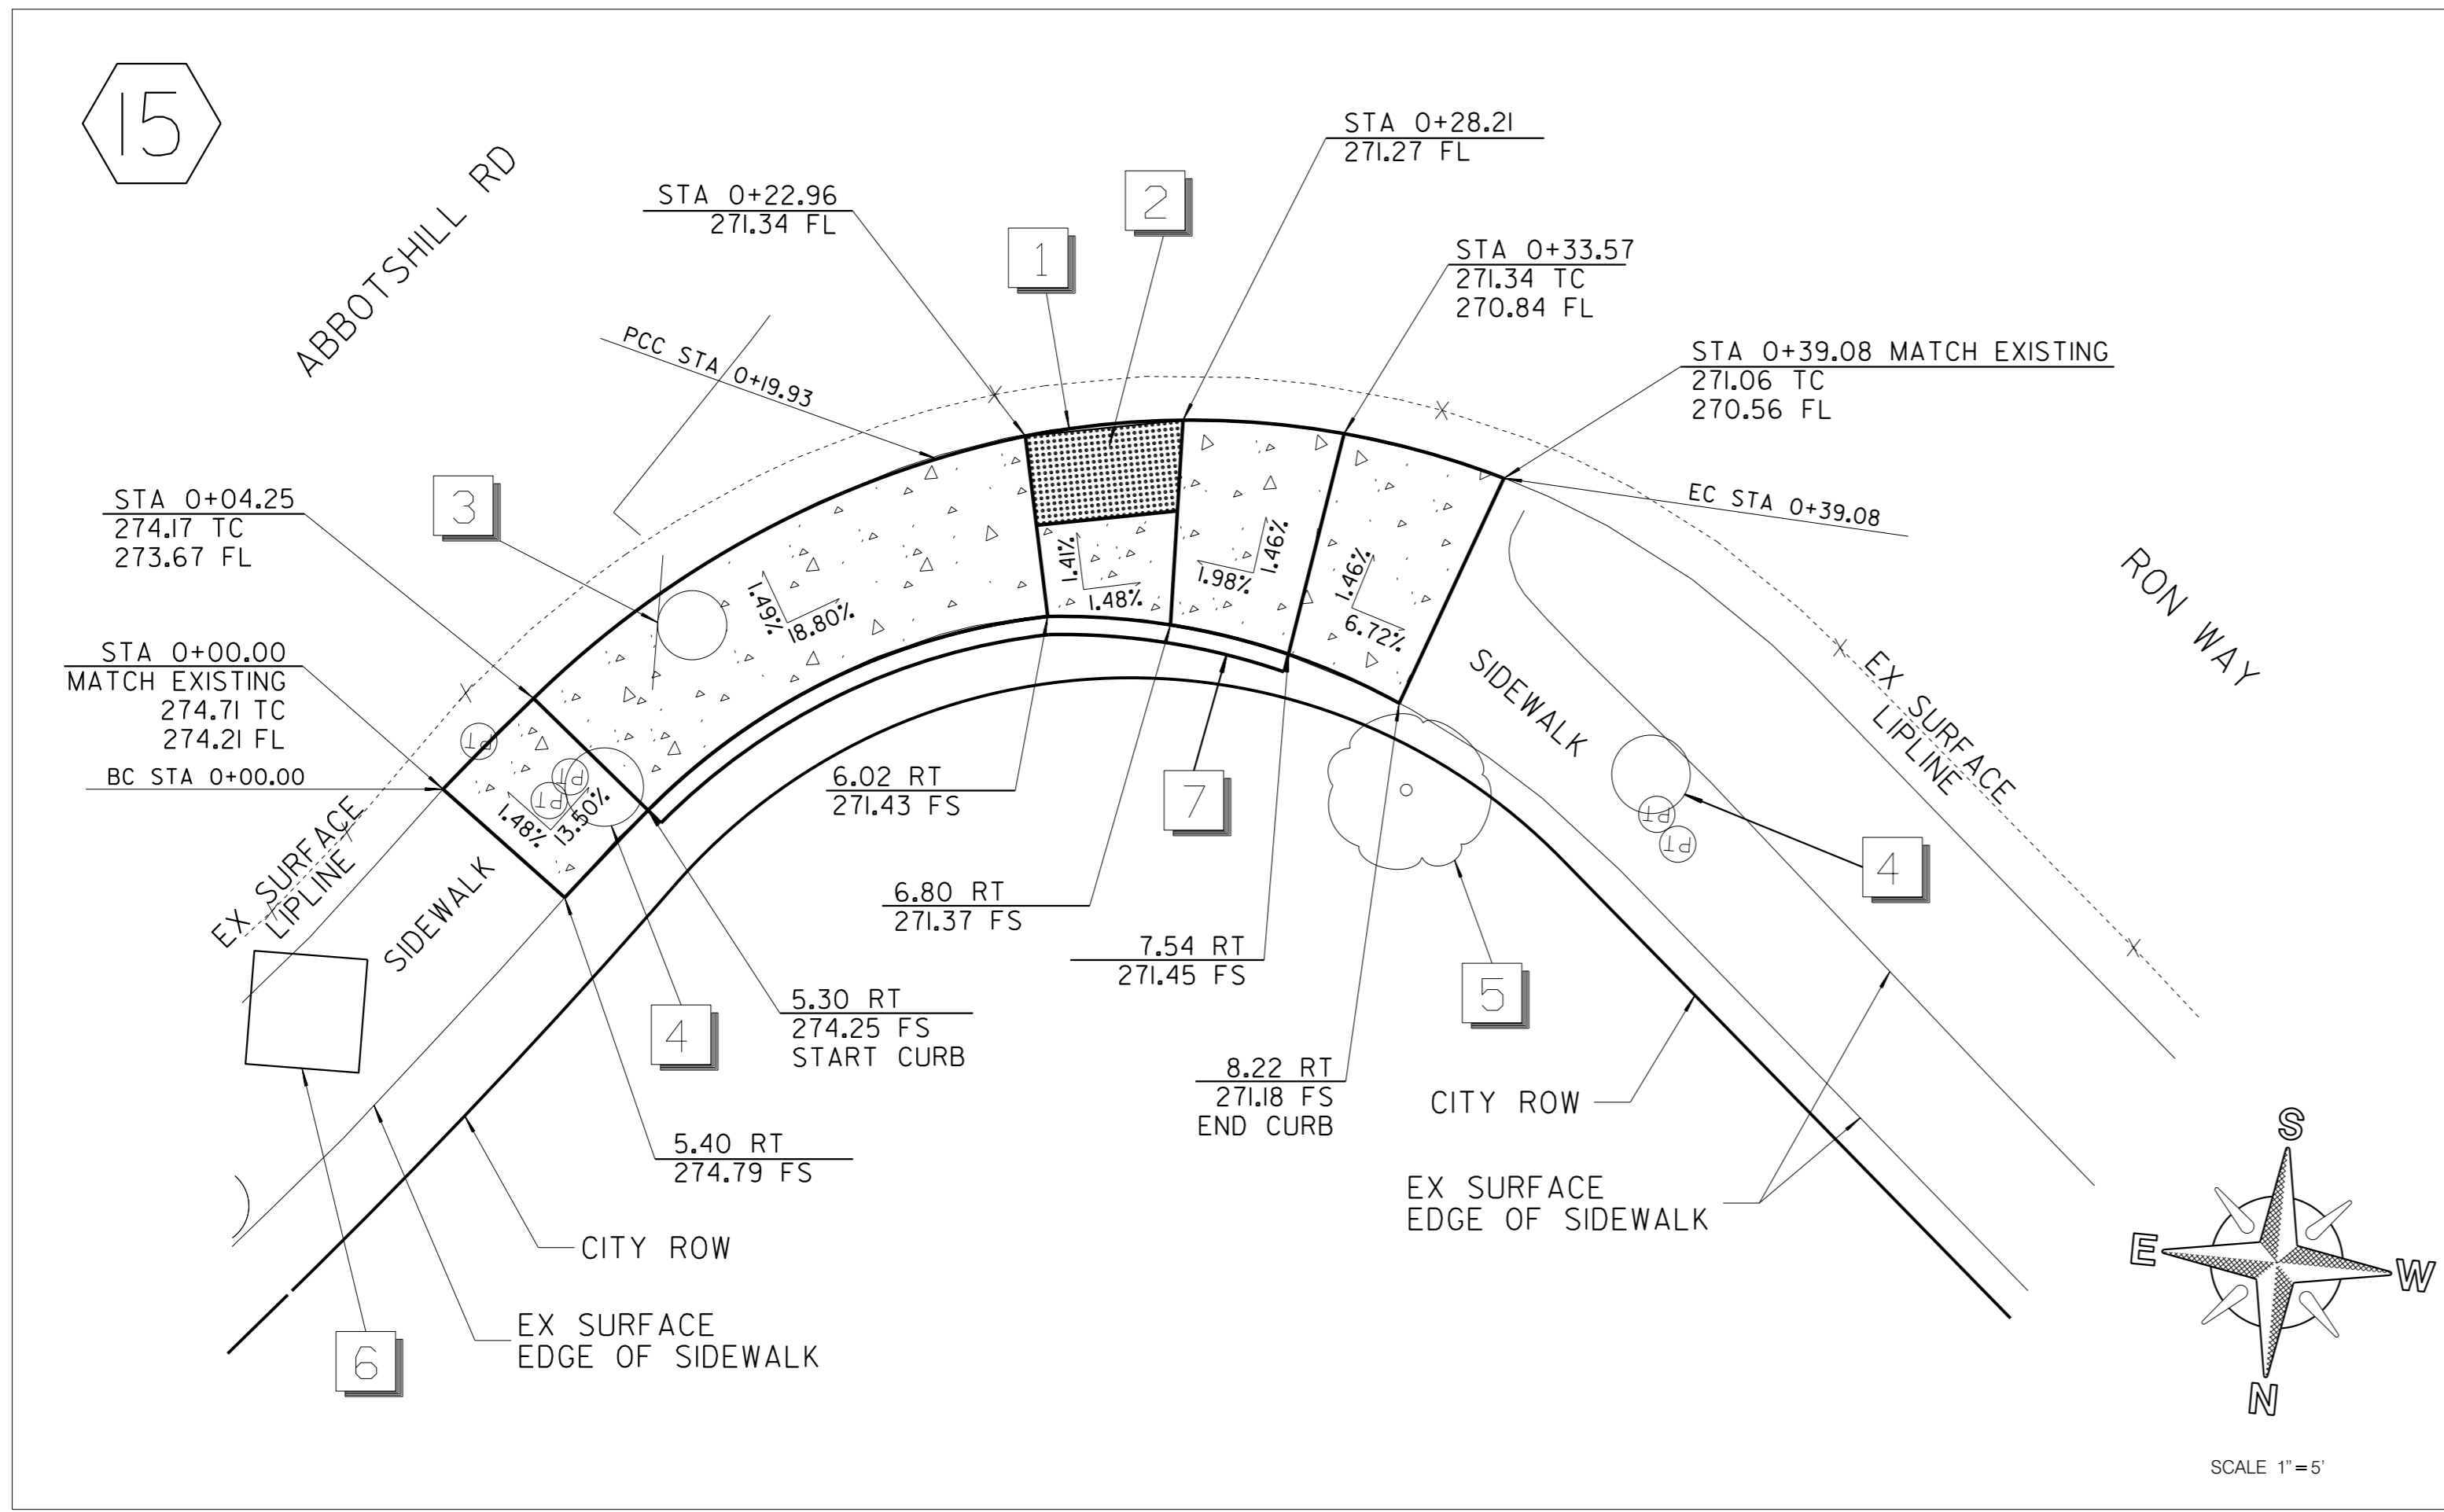 15
ABBOTSHILL RD
STA 0+22.96
271.34 FL
1
2
STA 0+28.21
271.27 FL
STA 0+33.57
271.34 TC
270.84 FL
STA 0+39.08 MATCH EXISTING
271.06 TC
270.56 FL
PCC STA 0+19.93
EC STA 0+39.08
RON WAY
3
STA 0+04.25
274.17 TC
273.67 FL
STA 0+00.00
MATCH EXISTING
274.71 TC
274.21 FL
BC STA 0+00.00
1.49%
18.80%
1.41%
1.48%
1.98%
1.46%
1.46%
6.72%
1.48%
13.50%
PT
PT
PT
EX SURFACE
LIPLINE
SIDEWALK
SIDEWALK
EX SURFACE
LIPLINE
PT
PT
6.02 RT
271.43 FS
7
4
6.80 RT
271.37 FS
7.54 RT
271.45 FS
5
5.30 RT
274.25 FS
START CURB
4
8.22 RT
271.18 FS
END CURB
CITY ROW
5.40 RT
274.79 FS
EX SURFACE
EDGE OF SIDEWALK
CITY ROW
EX SURFACE
EDGE OF SIDEWALK
6
S
E
W
N
SCALE 1"=5'